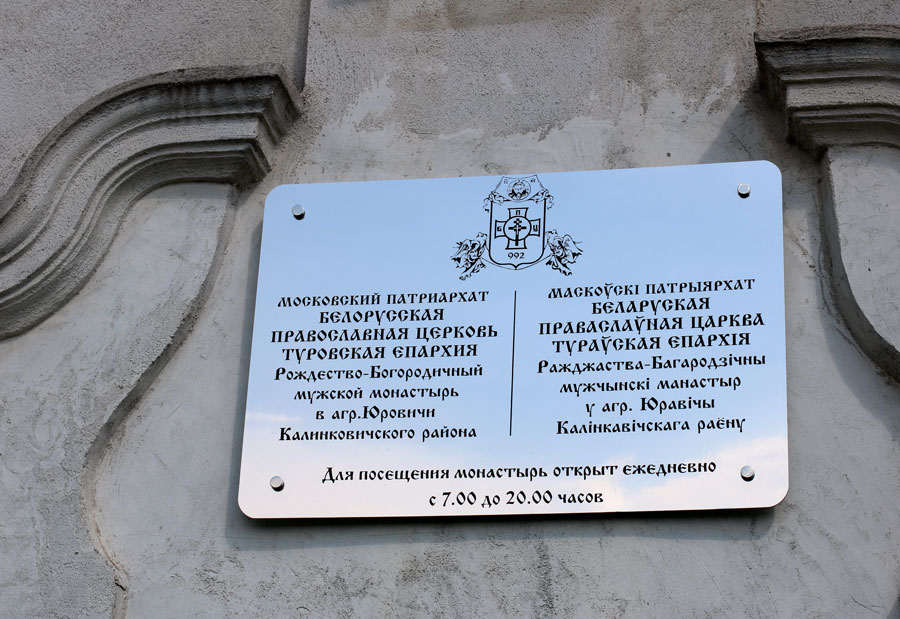 П
Б Ц
992
МОСКОВСКИЙ ПАТРИАРХАТ
БЕЛОРУССКАЯ
ПРАВОСЛАВНАЯ ЦЕРКОВЬ
ТУРОВСКАЯ ЕПАРХИЯ
Рождество-Богородичный
мужской монастырь
в агр.Юровичи
Калинковичского района
МАСКОЎСКІ ПАТРЫЯРХАТ
БЕЛАРУСКАЯ
ПРАВАСЛАЎНАЯ ЦАРКВА
ТУРАЎСКАЯ ЕПАРХІЯ
Раджаства-Багародзічны
мужчынскі манастыр
у агр. Юравічы
Калінкавічскага раёну
Для посещения монастырь открыт ежедневно
с 7.00 до 20.00 часов